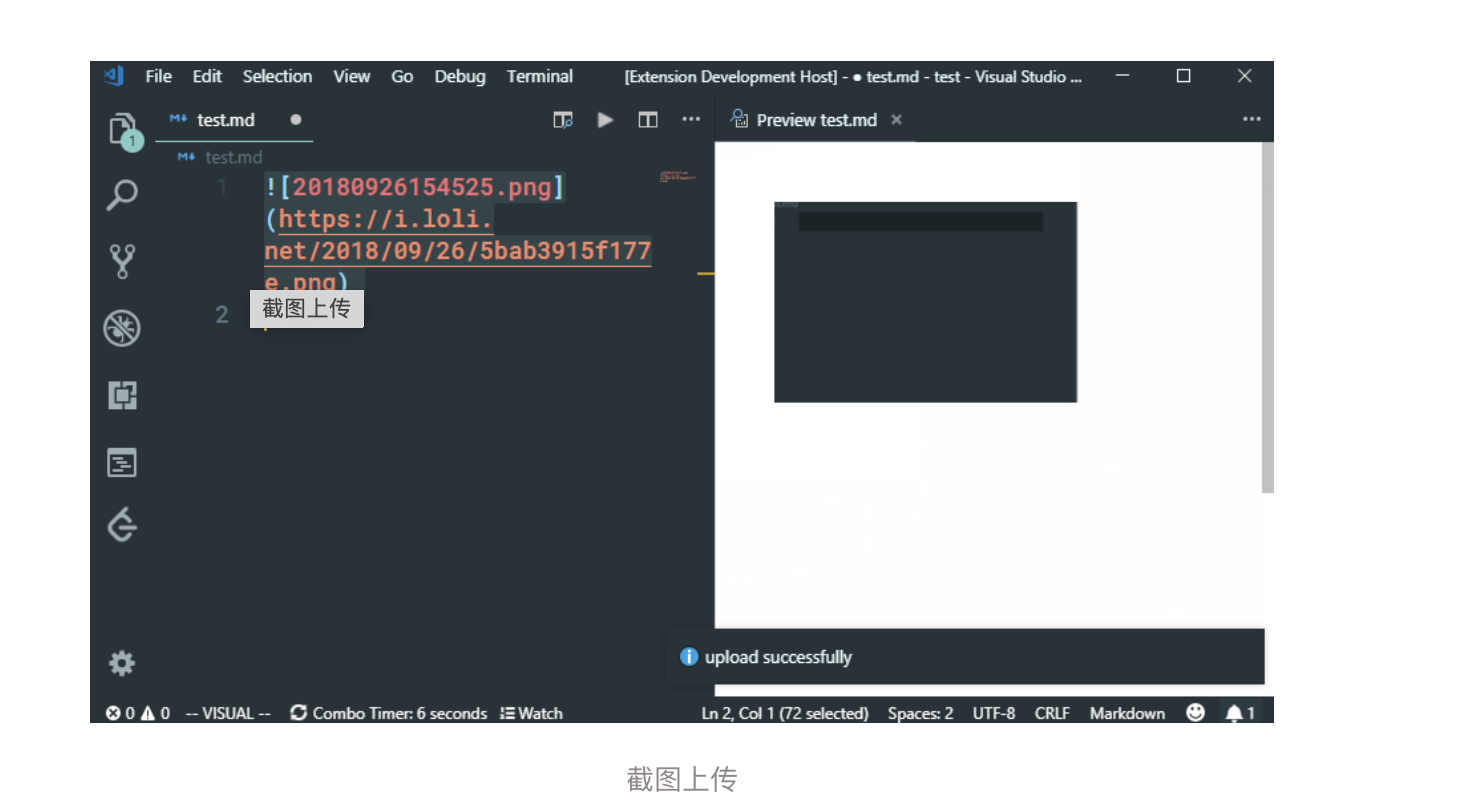 File Edit Selection View Go Debug Terminal [Extension Development Host] - ● test.md - test - Visual Studio ...
test.md
Preview test.md
1
test.md
1 ![20180926154525.png]
(https://i.loli.
net/2018/09/26/5bab3915f177
e.png)
2
截图上传
upload successfully
0 0 -- VISUAL -- Combo Timer: 6 seconds Watch Ln 2, Col 1 (72 selected) Spaces: 2 UTF-8 CRLF Markdown 1
截图上传